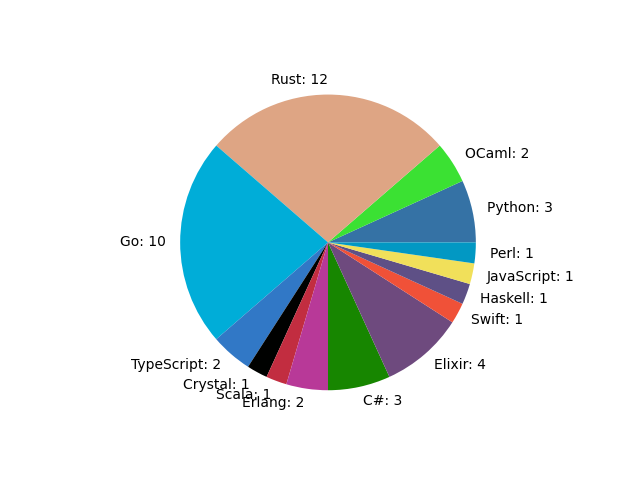 Rust: 12
OCaml: 2
Python: 3
Go: 10
Perl: 1
JavaScript: 1
Haskell: 1
Swift: 1
TypeScript: 2
Elixir: 4
Crystal: 1
Scala: 1
Erlang: 2
C#: 3